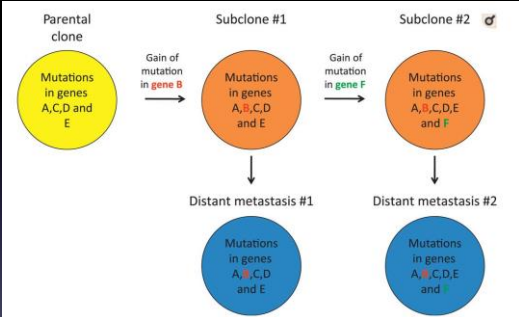 Parental
clone
Subclone #1
Subclone #2
Mutations
in genes
A,C,D and
E
Gain of
mutation
in gene B
Mutations
in genes
A,B,C,D
and E
Gain of
mutation
in gene F
Mutations
in genes
A,B,C,D,E
and F
Distant metastasis #1
Distant metastasis #2
Mutations
in genes
A,B,C,D
and E
Mutations
in genes
A,B,C,D,E
and F